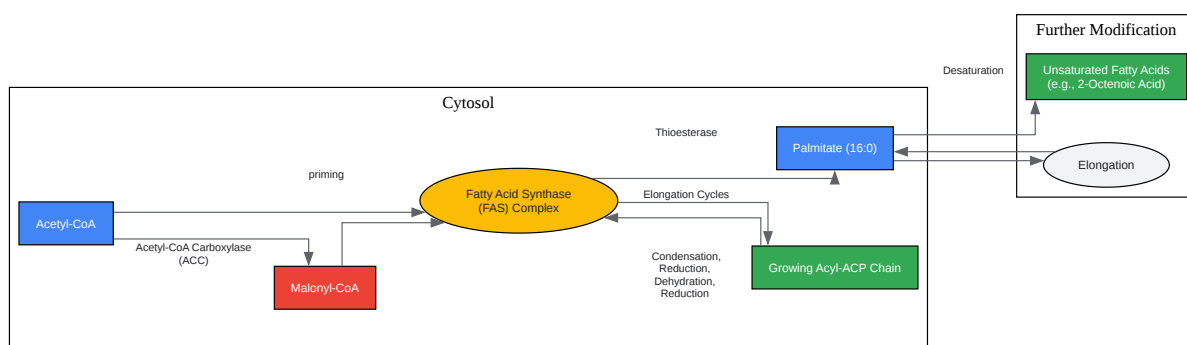 Further Modification
Desaturation
Unsaturated Fatty Acids
(e.g., 2-Octenoic Acid)
Cytosol
Thioesterase
Palmitate (16:0)
Elongation
priming
Fatty Acid Synthase
(FAS) Complex
Elongation Cycles
Acetyl-CoA
Acetyl-CoA Carboxylase
(ACC)
Malonyl-CoA
Condensation,
Reduction,
Dehydration,
Reduction
Growing Acyl-ACP Chain